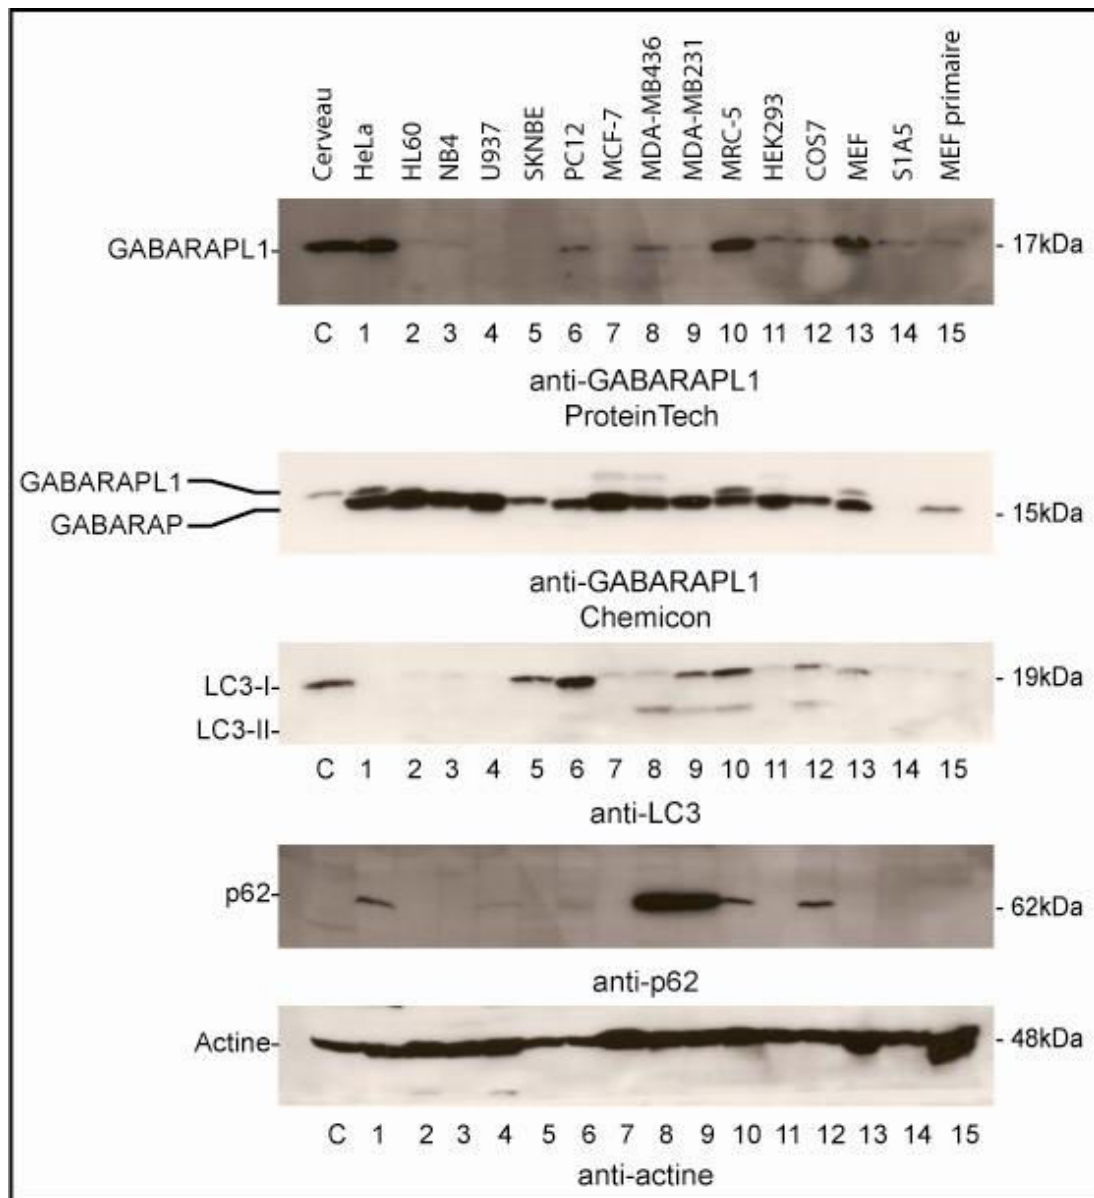 Cerveau HeLa HL60 NB4 U937 SKNBE PC12 MCF-7 MDA-MB436 MDA-MB231 MRC-5 HEK293 COS7 MEF S1A5 MEF primaire
GABARAPL1- - 17kDa
C 1 2 3 4 5 6 7 8 9 10 11 12 13 14 15
anti-GABARAPL1
ProteinTech
GABARAPL1
GABARAP - 15kDa
anti-GABARAPL1
Chemicon
LC3-I- - 19kDa
LC3-II-
C 1 2 3 4 5 6 7 8 9 10 11 12 13 14 15
anti-LC3
p62- - 62kDa
anti-p62
Actine- - 48kDa
C 1 2 3 4 5 6 7 8 9 10 11 12 13 14 15
anti-actine